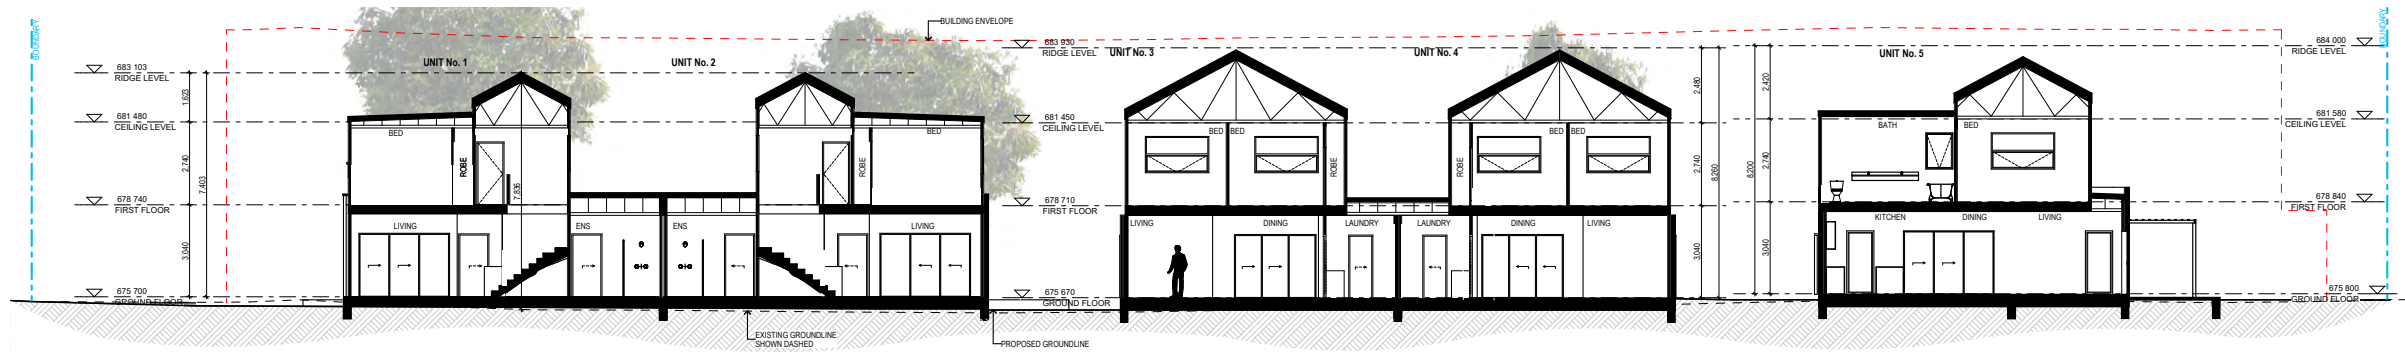 BOUNDARY
683 103
RIDGE LEVEL
681 480
CEILING LEVEL
678 740
FIRST FLOOR
675 700
GROUND FLOOR
1,623
2,740
3,040
7,403
UNIT No. 1
UNIT No. 2
BED
ROBE
ROBE
BED
7,836
LIVING
ENS
ENS
LIVING
BUILDING ENVELOPE
EXISTING GROUNDLINE
SHOWN DASHED
PROPOSED GROUNDLINE
683 930
RIDGE LEVEL
681 450
CEILING LEVEL
678 710
FIRST FLOOR
675 670
GROUND FLOOR
UNIT No. 3
UNIT No. 4
BED
BED
ROBE
ROBE
BED
BED
LIVING
DINING
LAUNDRY
LAUNDRY
DINING
LIVING
2,480
2,740
3,040
8,260
8,200
2,420
2,740
3,040
UNIT No. 5
BATH
BED
KITCHEN
DINING
LIVING
684 000
RIDGE LEVEL
681 580
CEILING LEVEL
678 840
FIRST FLOOR
675 800
GROUND FLOOR
BOUNDARY